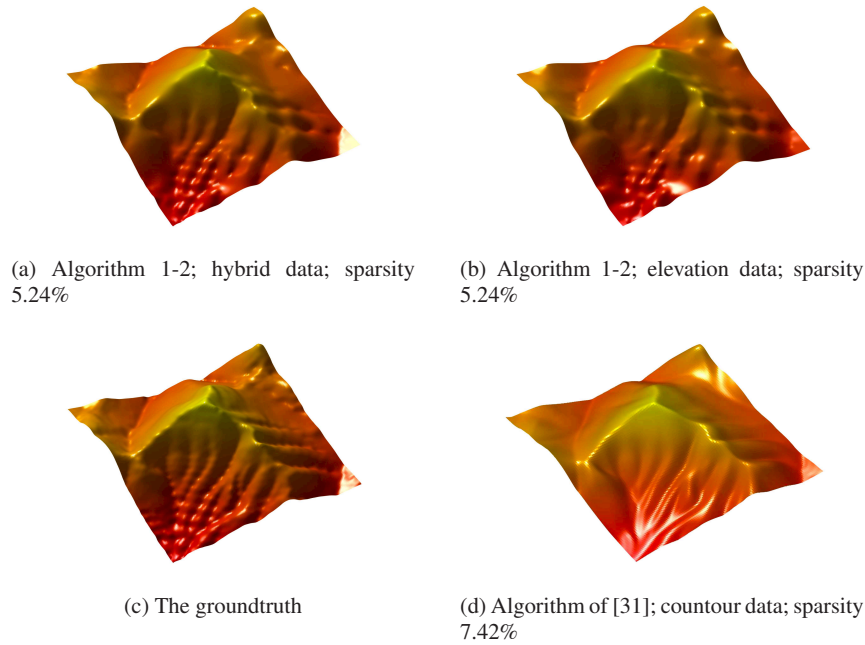 (a) Algorithm 1-2; hybrid data; sparsity
5.24%
(b) Algorithm 1-2; elevation data; sparsity
5.24%
(c) The groundtruth
(d) Algorithm of [31]; countour data; sparsity
7.42%